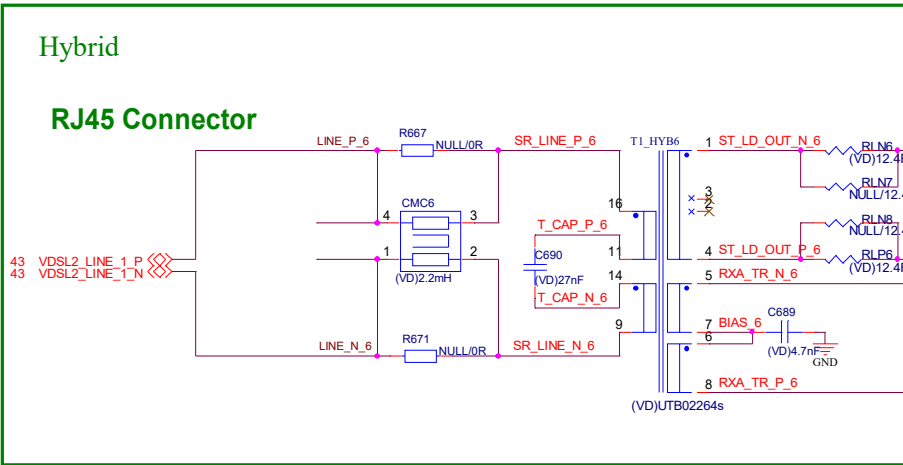 Hybrid
RJ45 Connector
LINE_P_6
R667
NULL/0R
SR_LINE_P_6
T1_HYB6
1
ST_LD_OUT_N_6
RLN6
(VD)12.4R
RLN7
NULL/12.4
3
2
16
CMC6
4
3
T_CAP_P_6
RLN8
NULL/12.4
1
2
C690
11
4
ST_LD_OUT_P_6
RLP6
(VD)12.4R
43 VDSL2_LINE_1_P
43 VDSL2_LINE_1_N
(VD)2.2mH
(VD)27nF
14
5
RXA_TR_N_6
T_CAP_N_6
C689
9
7
BIAS_6
6
LINE_N_6
R671
NULL/0R
SR_LINE_N_6
(VD)4.7nF
GND
8
RXA_TR_P_6
(VD)UTB02264s